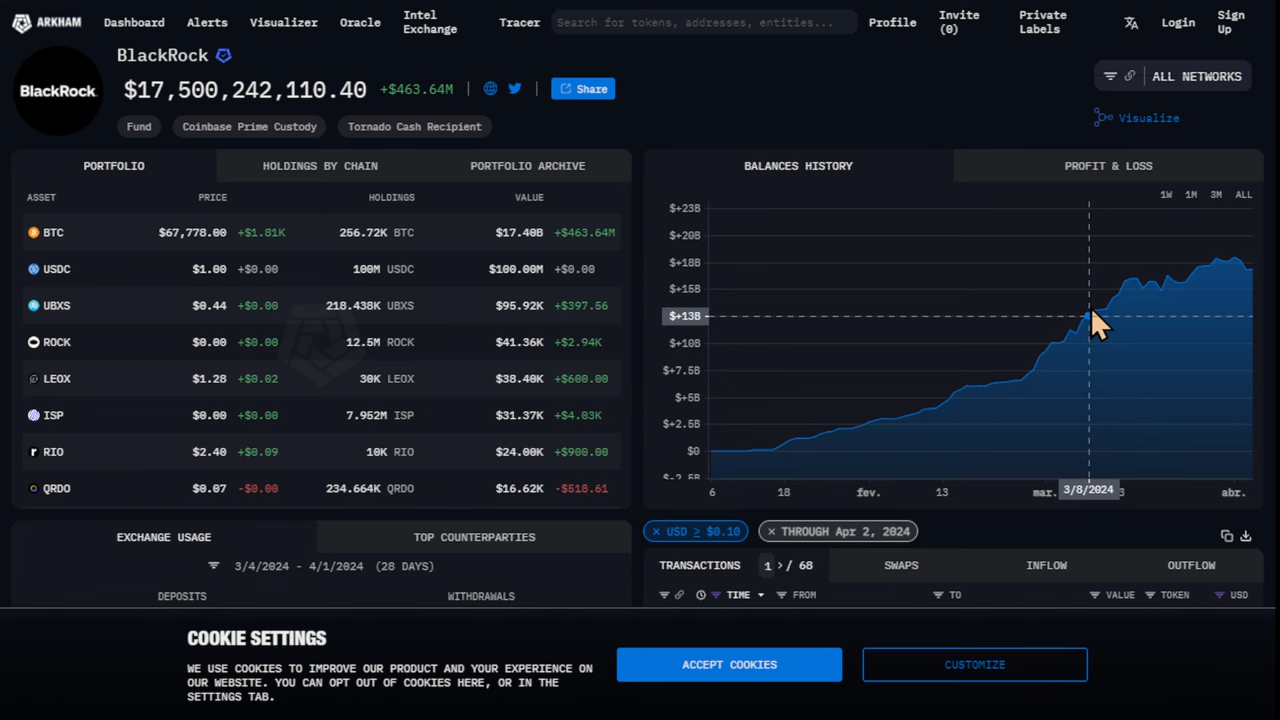 ARKHAM Dashboard Alerts Visualizer Oracle Intel Exchange Tracer Search for tokens, addresses, entities... Profile Invite (0) Private Labels Login Sign Up
BlackRock
BlackRock.
$17,500,242,110.40 +$463.64M Share
ALL NETWORKS
Fund Coinbase Prime Custody Tornado Cash Recipient
Visualize
PORTFOLIO HOLDINGS BY CHAIN PORTFOLIO ARCHIVE
ASSET PRICE HOLDINGS VALUE
BTC $67,778.00 +$1.81K 256.72K BTC $17.40B +$463.64M
USDC $1.00 +$0.00 100M USDC $100.00M +$0.00
UBXS $0.44 +$0.00 218.438K UBXS $95.92K +$397.56
ROCK $0.00 +$0.00 12.5M ROCK $41.36K +$2.94K
LEOX $1.28 +$0.02 30K LEOX $38.40K +$600.00
ISP $0.00 +$0.00 7.952M ISP $31.37K +$4.03K
RIO $2.40 +$0.09 10K RIO $24.00K +$900.00
QRDO $0.07 -$0.00 234.664K QRDO $16.62K -$518.61
BALANCES HISTORY PROFIT & LOSS
1W 1M 3M ALL
$+23B
$+20B
$+18B
$+15B
$+13B
$+10B
$+7.5B
$+5B
$+2.5B
$0
$-2.5B
6 18 fev. 13 mar. 3/8/2024 3 abr.
EXCHANGE USAGE TOP COUNTERPARTIES
3/4/2024 - 4/1/2024 (28 DAYS)
DEPOSITS WITHDRAWALS
× USD ≥ $0.10 × THROUGH Apr 2, 2024
TRANSACTIONS 1 > / 68 SWAPS INFLOW OUTFLOW
TIME FROM TO VALUE TOKEN USD
COOKIE SETTINGS
WE USE COOKIES TO IMPROVE OUR PRODUCT AND YOUR EXPERIENCE ON
OUR WEBSITE. YOU CAN OPT OUT OF COOKIES HERE, OR IN THE
SETTINGS TAB.
ACCEPT COOKIES CUSTOMIZE